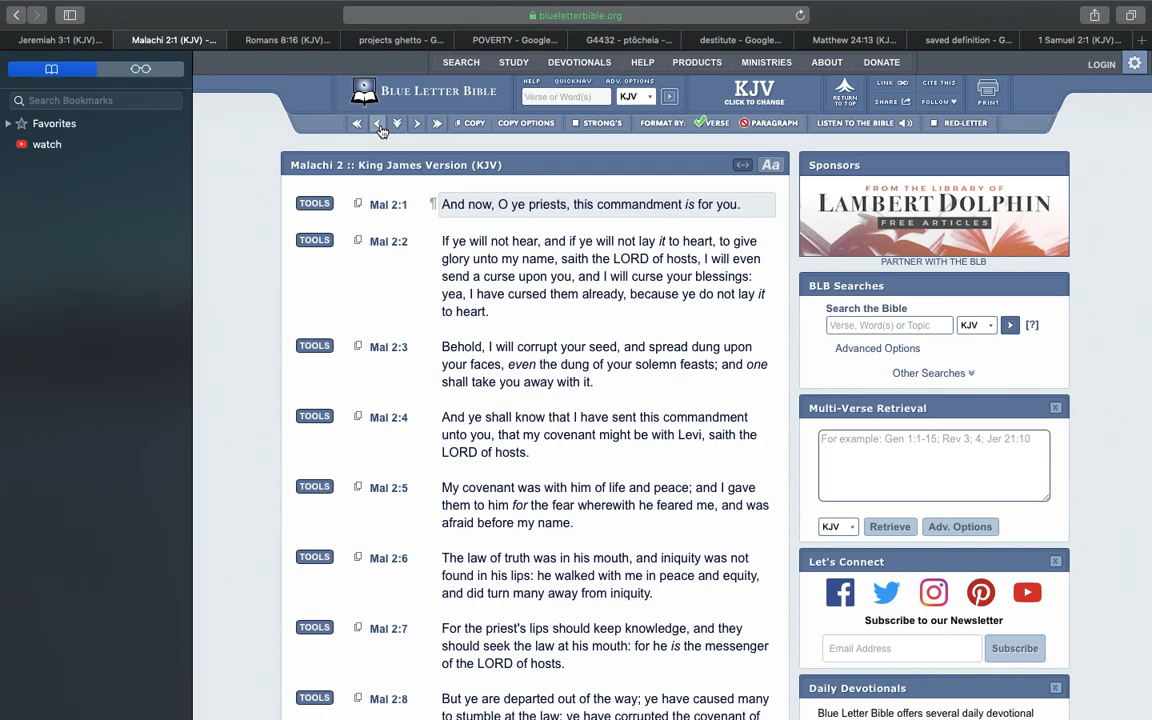 blueletterbible.org
Jeremiah 3:1 (KJV)...
Malachi 2:1 (KJV) -...
Romans 8:16 (KJV)...
projects ghetto - G...
POVERTY - Google...
G4432 - ptōcheia -...
destitute - Google...
Matthew 24:13 (KJ...
saved definition - G...
1 Samuel 2:1 (KJV)...
SEARCH STUDY DEVOTIONALS HELP PRODUCTS MINISTRIES ABOUT DONATE
LOGIN
Search Bookmarks
Favorites
watch
BLUE LETTER BIBLE
HELP QUICKNAV ADV. OPTIONS
Verse or Word(s) KJV
KJV
CLICK TO CHANGE
RETURN
TO TOP
LINK CITE THIS
SHARE FOLLOW
PRINT
COPY COPY OPTIONS STRONG'S FORMAT BY: VERSE PARAGRAPH LISTEN TO THE BIBLE RED-LETTER
Malachi 2 :: King James Version (KJV)
Aa
TOOLS Mal 2:1 ¶ And now, O ye priests, this commandment is for you.
TOOLS Mal 2:2 If ye will not hear, and if ye will not lay it to heart, to give
glory unto my name, saith the LORD of hosts, I will even
send a curse upon you, and I will curse your blessings:
yea, I have cursed them already, because ye do not lay it
to heart.
TOOLS Mal 2:3 Behold, I will corrupt your seed, and spread dung upon
your faces, even the dung of your solemn feasts; and one
shall take you away with it.
TOOLS Mal 2:4 And ye shall know that I have sent this commandment
unto you, that my covenant might be with Levi, saith the
LORD of hosts.
TOOLS Mal 2:5 My covenant was with him of life and peace; and I gave
them to him for the fear wherewith he feared me, and was
afraid before my name.
TOOLS Mal 2:6 The law of truth was in his mouth, and iniquity was not
found in his lips: he walked with me in peace and equity,
and did turn many away from iniquity.
TOOLS Mal 2:7 For the priest's lips should keep knowledge, and they
should seek the law at his mouth: for he is the messenger
of the LORD of hosts.
TOOLS Mal 2:8 But ye are departed out of the way; ye have caused many
to stumble at the law; ye have corrupted the covenant of
Sponsors
FROM THE LIBRARY OF
LAMBERT DOLPHIN
FREE ARTICLES
PARTNER WITH THE BLB
BLB Searches
Search the Bible
Verse, Word(s) or Topic KJV [?]
Advanced Options
Other Searches
Multi-Verse Retrieval
For example: Gen 1:1-15; Rev 3; 4; Jer 21:10
KJV Retrieve Adv. Options
Let's Connect
Subscribe to our Newsletter
Email Address Subscribe
Daily Devotionals
Blue Letter Bible offers several daily devotional